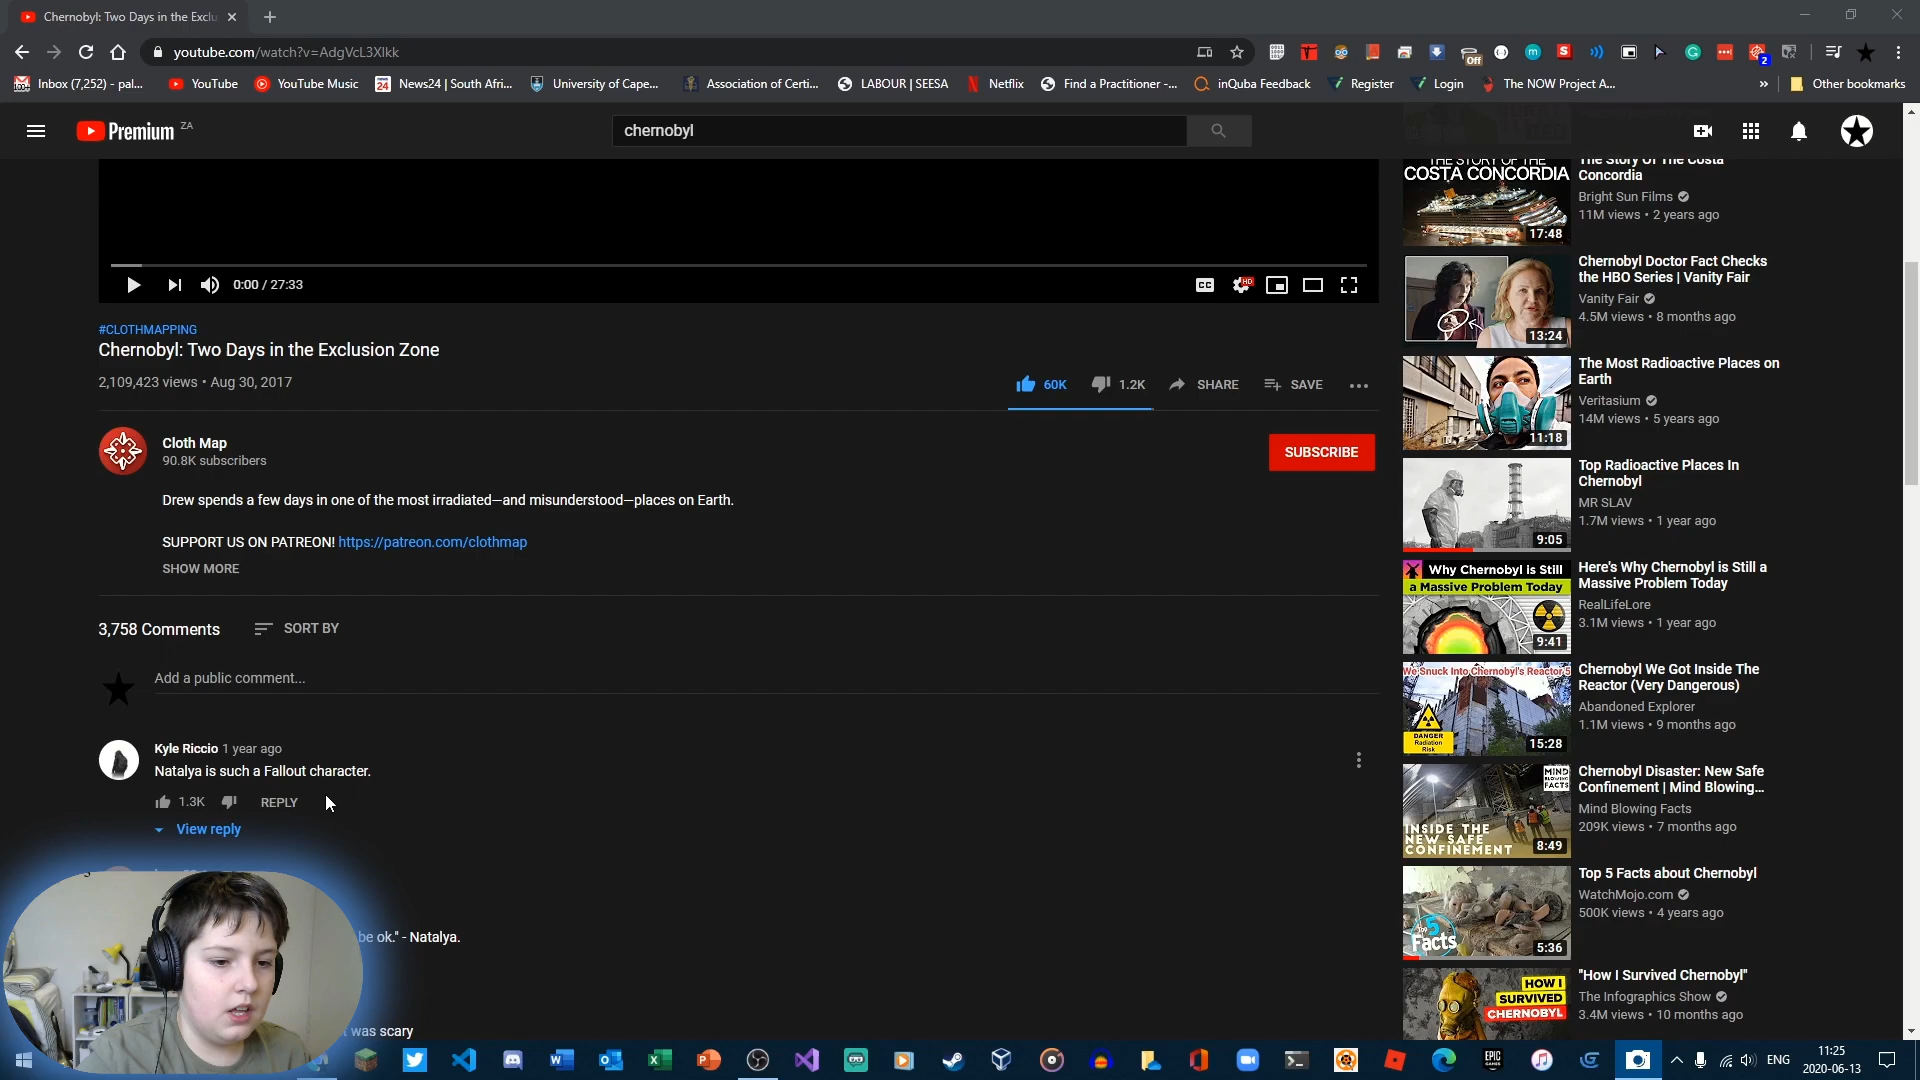 Chernobyl: Two Days in the Exclu
youtube.com/watch?v=AdgVcL3Xlkk
Off
2
Inbox (7,252) - pal...
YouTube
YouTube Music
24
News24 | South Afri...
University of Cape...
Association of Certi...
LABOUR | SEESA
Netflix
Find a Practitioner -...
inQuba Feedback
Register
Login
The NOW Project A...
»
Other bookmarks
Premium ZA
chernobyl
0:00 / 27:33
CC
HD
#CLOTHMAPPING
Chernobyl: Two Days in the Exclusion Zone
2,109,423 views • Aug 30, 2017
60K
1.2K
SHARE
SAVE
Cloth Map
90.8K subscribers
SUBSCRIBE
Drew spends a few days in one of the most irradiated—and misunderstood—places on Earth.
SUPPORT US ON PATREON! https://patreon.com/clothmap
SHOW MORE
3,758 Comments
SORT BY
Add a public comment...
Kyle Riccio 1 year ago
Natalya is such a Fallout character.
1.3K
REPLY
View reply
be ok." - Natalya.
was scary
THE STORY OF THE
COSTA CONCORDIA
17:48
The Story Of The Costa
Concordia
Bright Sun Films
11M views • 2 years ago
13:24
Chernobyl Doctor Fact Checks
the HBO Series | Vanity Fair
Vanity Fair
4.5M views • 8 months ago
11:18
The Most Radioactive Places on
Earth
Veritasium
14M views • 5 years ago
9:05
Top Radioactive Places In
Chernobyl
MR SLAV
1.7M views • 1 year ago
Why Chernobyl is Still
a Massive Problem Today
9:41
Here's Why Chernobyl is Still a
Massive Problem Today
RealLifeLore
3.1M views • 1 year ago
We Snuck Into Chernobyl's Reactor 5
DANGER
Radiation
Risk
15:28
Chernobyl We Got Inside The
Reactor (Very Dangerous)
Abandoned Explorer
1.1M views • 9 months ago
MIND
BLOWING
FACTS
INSIDE THE
NEW SAFE
CONFINEMENT
8:49
Chernobyl Disaster: New Safe
Confinement | Mind Blowing...
Mind Blowing Facts
209K views • 7 months ago
Top 5
Facts
5:36
Top 5 Facts about Chernobyl
WatchMojo.com
500K views • 4 years ago
HOW I
SURVIVED
CHERNOBYL
"How I Survived Chernobyl"
The Infographics Show
3.4M views • 10 months ago
EPIC
GAMES
ENG
11:25
2020-06-13